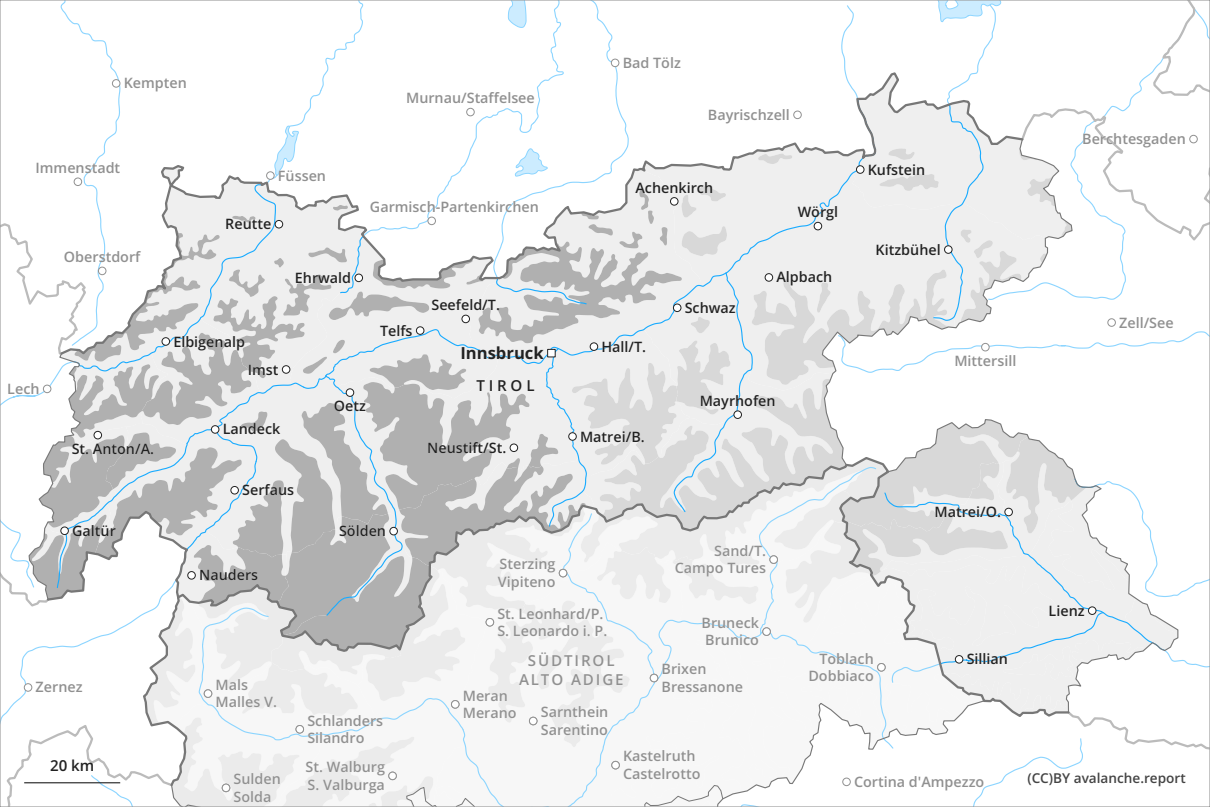 Kempten
Murnau/Staffelsee
Bad Tölz
Bayrischzell
Berchtesgaden
Immenstadt
Füssen
Kufstein
Achenkirch
Garmisch-Partenkirchen
Wörgl
Reutte
Kitzbühel
Oberstdorf
Ehrwald
Alpbach
Seefeld/T.
Schwaz
Telfs
Zell/See
Elbigenalp
Innsbruck
Hall/T.
Mittersill
Imst
TIROL
Lech
Oetz
Mayrhofen
Landeck
Matrei/B.
St. Anton/A.
Neustift/St.
Serfaus
Matrei/O.
Galtür
Sölden
Sand/T.
Campo Tures
Sterzing
Vipiteno
Nauders
St. Leonhard/P.
S. Leonardo i. P.
Lienz
Bruneck
Brunico
SÜDTIROL
ALTO ADIGE
Toblach
Dobbiaco
Sillian
Brixen
Bressanone
Zernez
Mals
Malles V.
Meran
Merano
Sarnthein
Sarentino
Schlanders
Silandro
Kastelruth
Castelrotto
St. Walburg
S. Valburga
20 km
Sulden
Solda
Cortina d'Ampezzo
(CC)BY avalanche.report